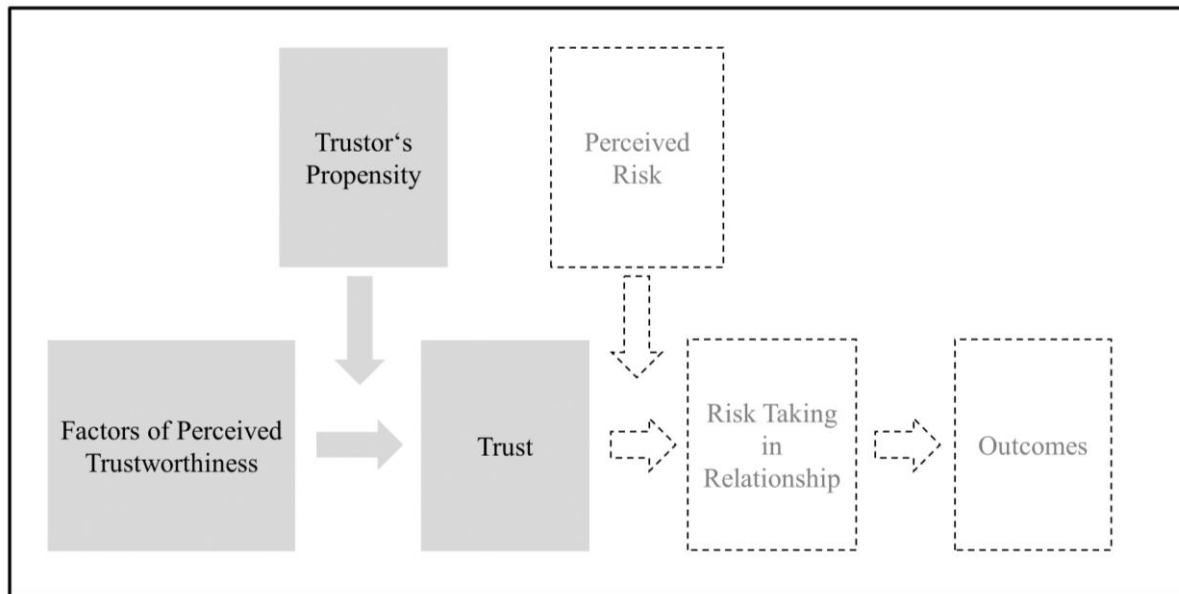 Trustor‘s
Propensity
Perceived
Risk
Factors of Perceived
Trustworthiness
Trust
Risk Taking
in
Relationship
Outcomes